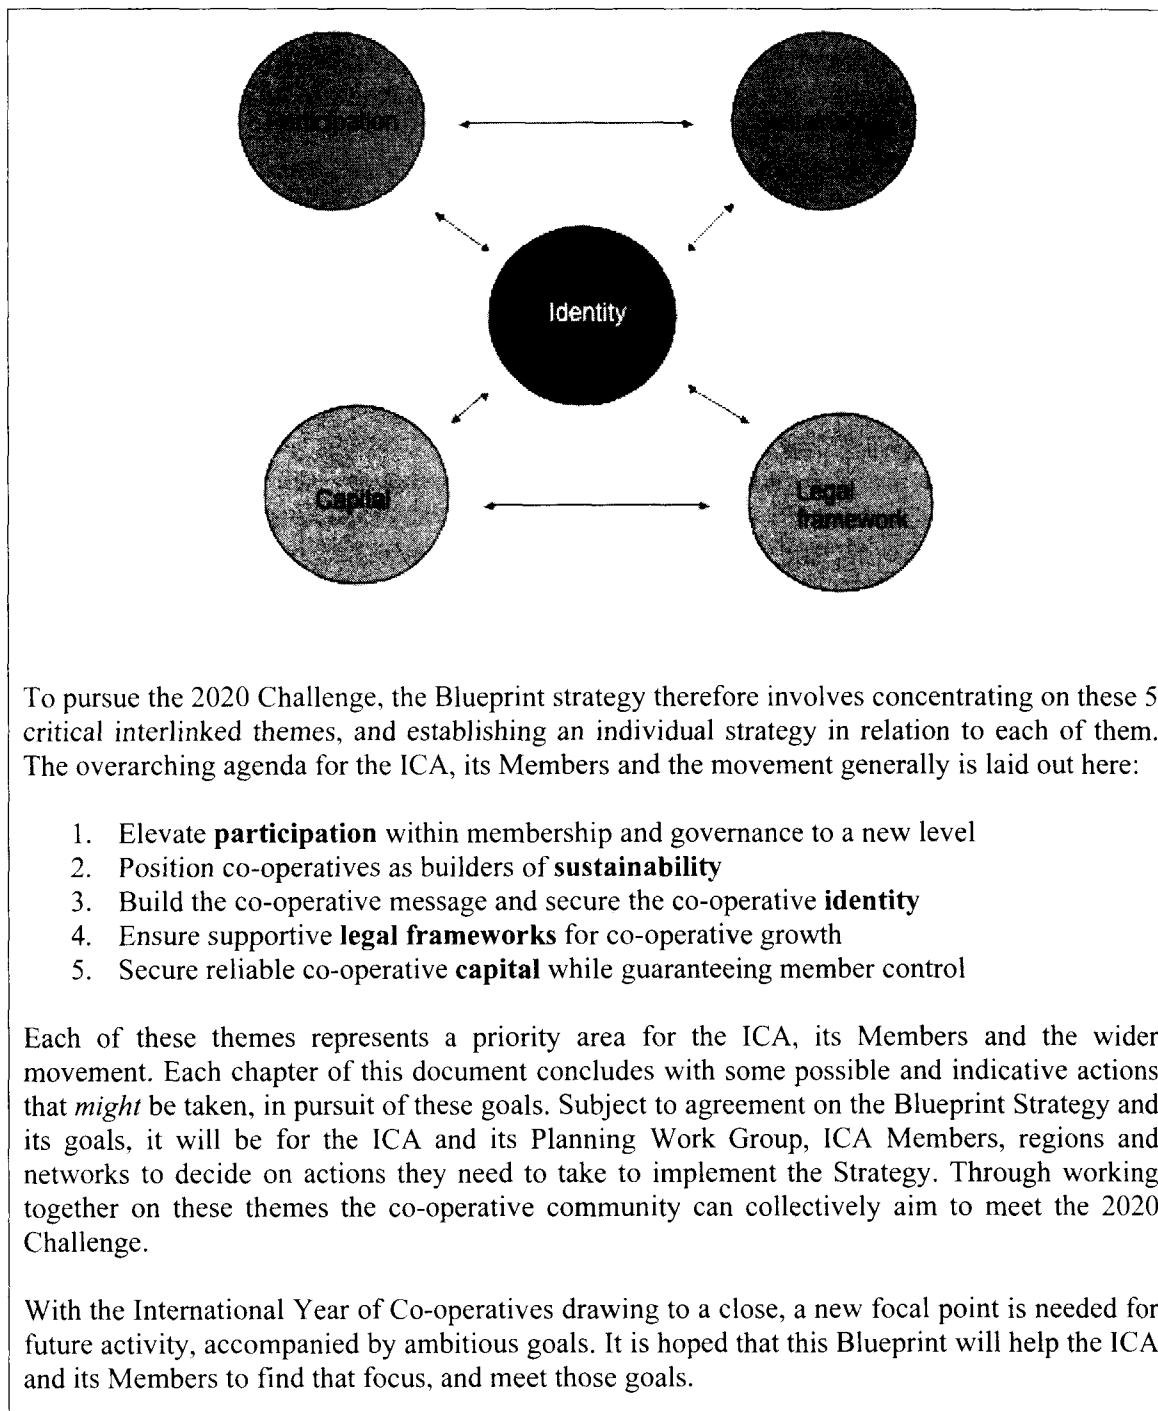 Participation
Identity
Capital
Legal
framework
To pursue the 2020 Challenge, the Blueprint strategy therefore involves concentrating on these 5
critical interlinked themes, and establishing an individual strategy in relation to each of them.
The overarching agenda for the ICA, its Members and the movement generally is laid out here:
1. Elevate participation within membership and governance to a new level
2. Position co-operatives as builders of sustainability
3. Build the co-operative message and secure the co-operative identity
4. Ensure supportive legal frameworks for co-operative growth
5. Secure reliable co-operative capital while guaranteeing member control
Each of these themes represents a priority area for the ICA, its Members and the wider
movement. Each chapter of this document concludes with some possible and indicative actions
that might be taken, in pursuit of these goals. Subject to agreement on the Blueprint Strategy and
its goals, it will be for the ICA and its Planning Work Group, ICA Members, regions and
networks to decide on actions they need to take to implement the Strategy. Through working
together on these themes the co-operative community can collectively aim to meet the 2020
Challenge.
With the International Year of Co-operatives drawing to a close, a new focal point is needed for
future activity, accompanied by ambitious goals. It is hoped that this Blueprint will help the ICA
and its Members to find that focus, and meet those goals.